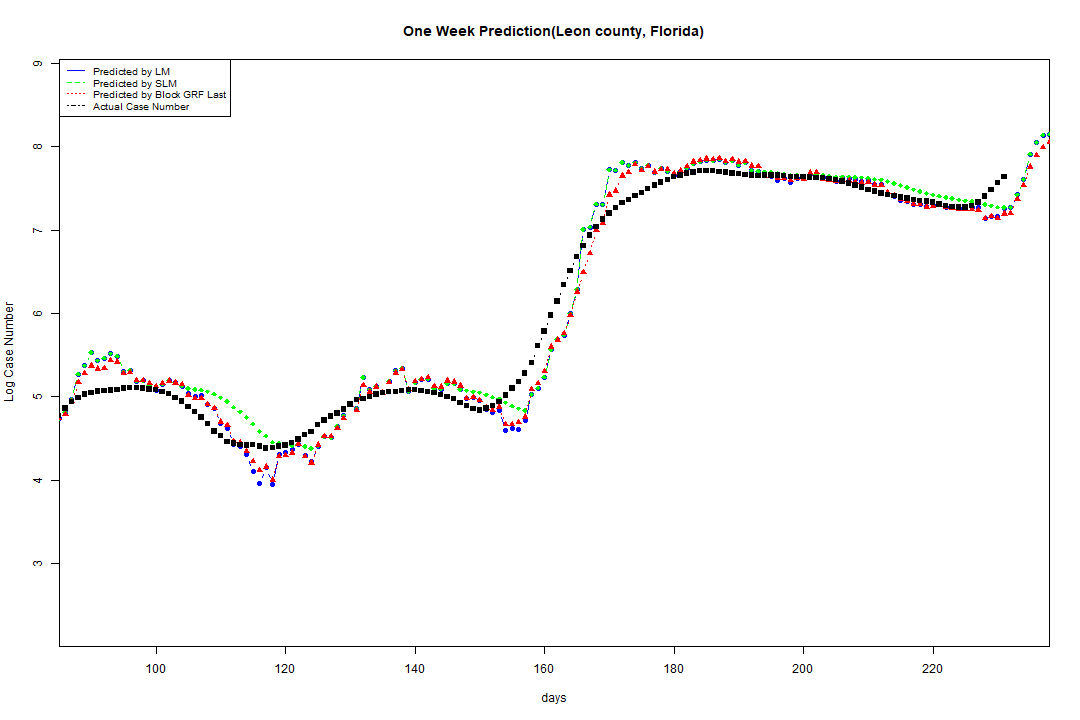 One Week Prediction(Leon county, Florida)
Predicted by LM
Predicted by SLM
Predicted by Block GRF Last
Actual Case Number
Log Case Number
9
8
7
6
5
4
3
100 120 140 160 180 200 220
days